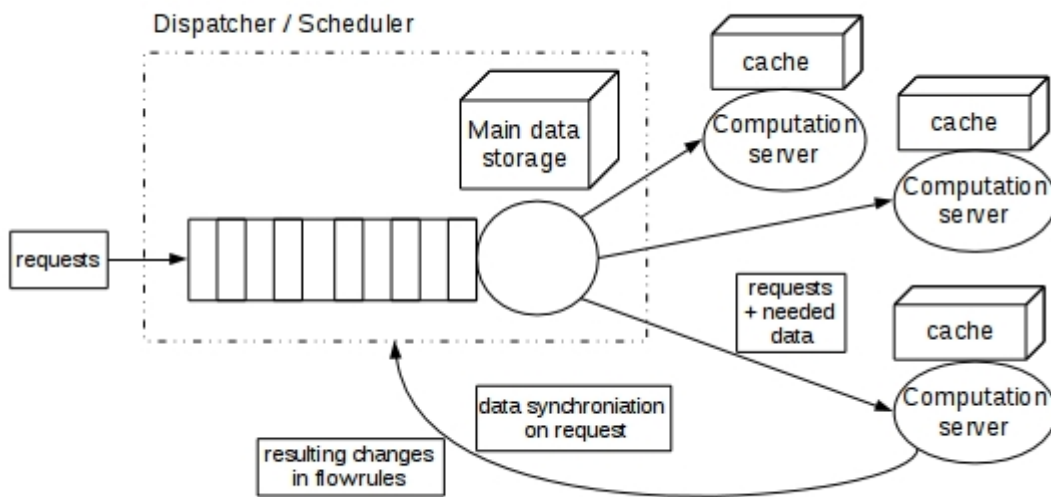 Dispatcher / Scheduler
cache
Main data
storage
Computation
server
cache
Computation
server
requests
requests
+ needed
data
cache
Computation
server
data synchroniation
on request
resulting changes
in flowrules